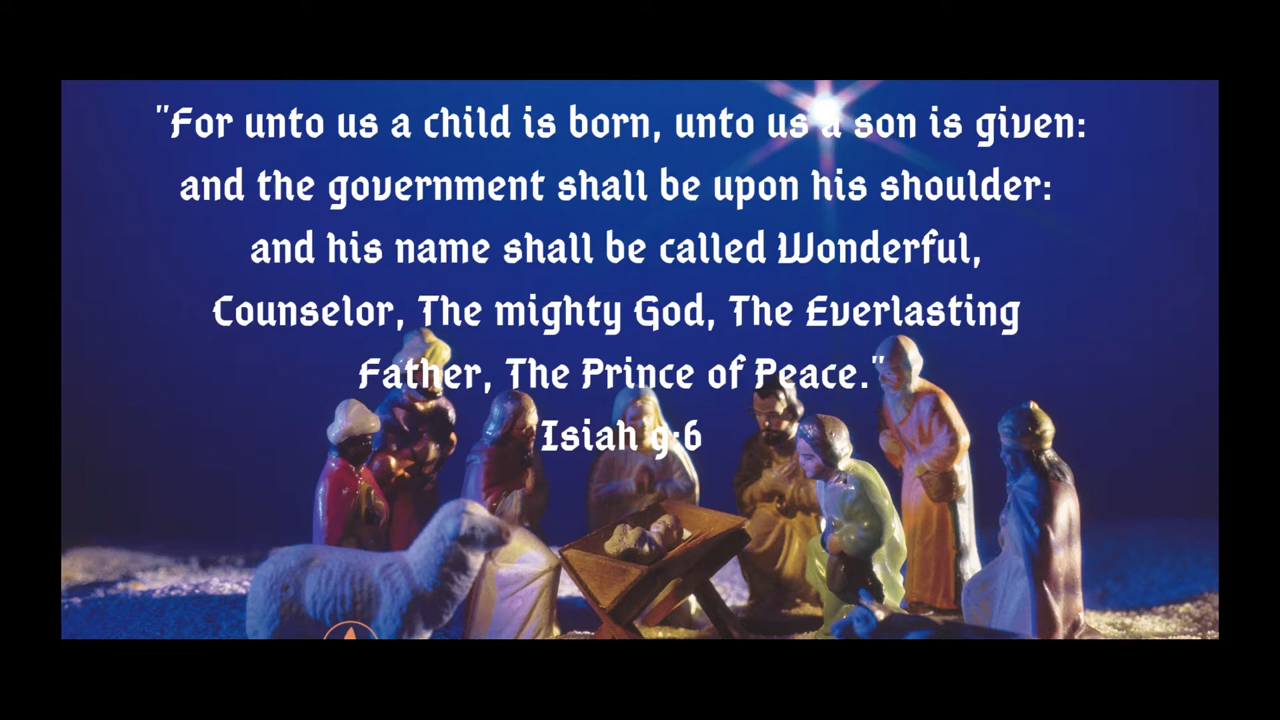 "For unto us a child is born, unto us a son is given:
and the government shall be upon his shoulder:
and his name shall be called Wonderful,
Counselor, The mighty God, The Everlasting
Father, The Prince of Peace."
Isiah 9:6